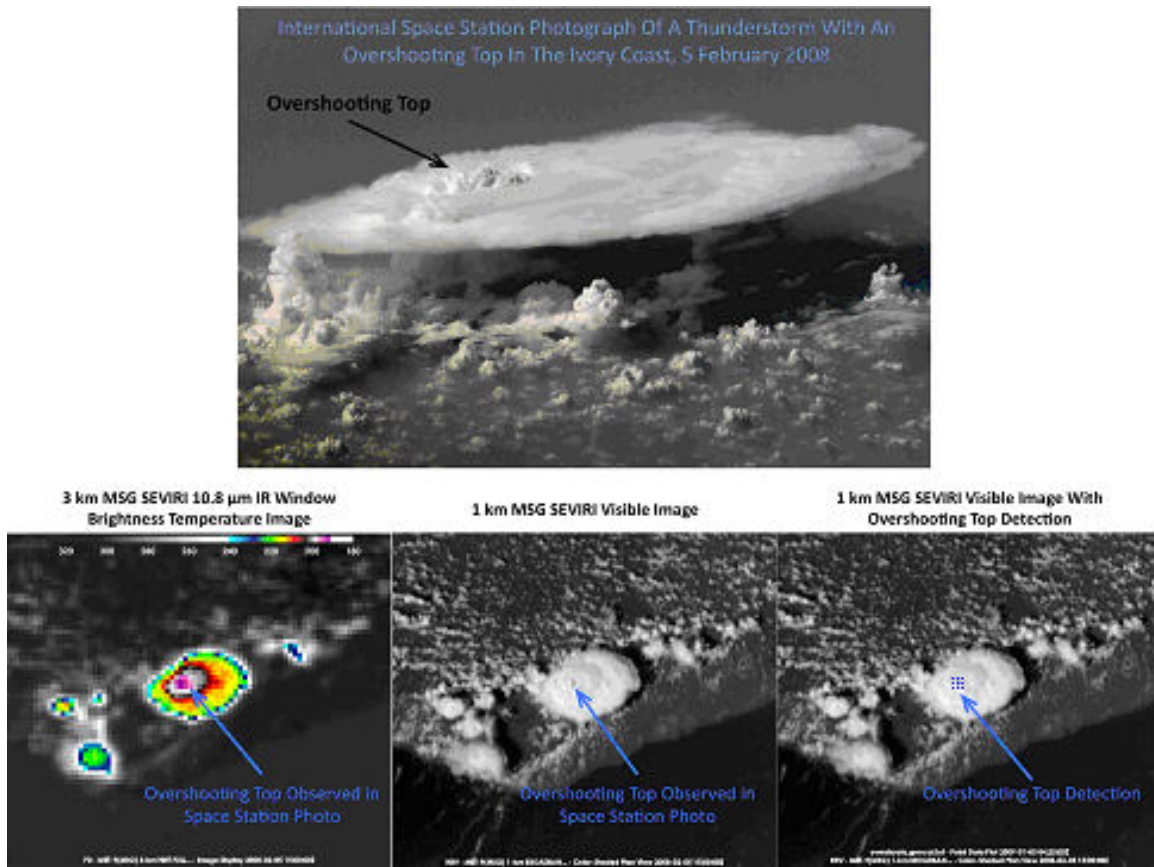 International Space Station Photograph Of A Thunderstorm With An
Overshooting Top In The Ivory Coast, 5 February 2008
Overshooting Top
3 km MSG SEVIRI 10.8 µm IR Window
Brightness Temperature Image
1 km MSG SEVIRI Visible Image
1 km MSG SEVIRI Visible Image With
Overshooting Top Detection
Overshooting Top Observed in
Space Station Photo
Overshooting Top Observed in
Space Station Photo
Overshooting Top Detection